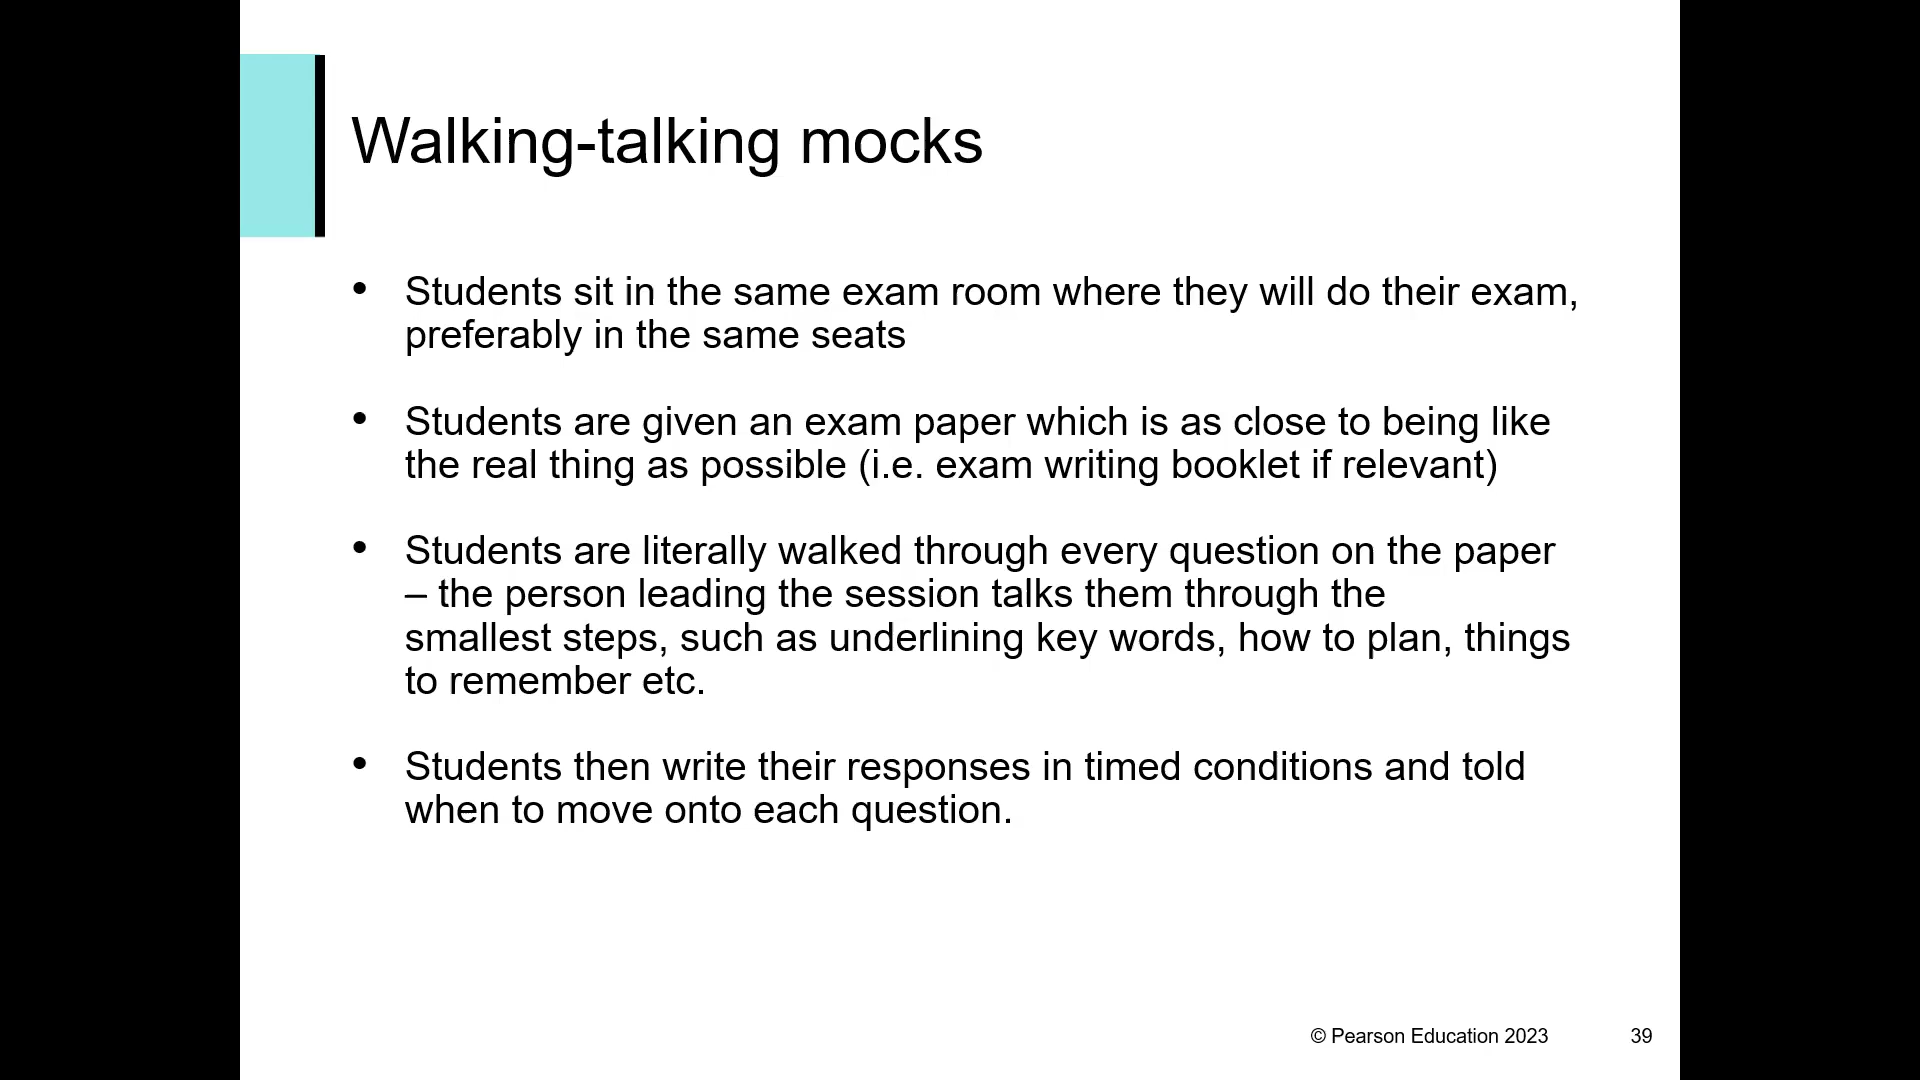 Walking-talking mocks
• Students sit in the same exam room where they will do their exam,
preferably in the same seats
• Students are given an exam paper which is as close to being like
the real thing as possible (i.e. exam writing booklet if relevant)
• Students are literally walked through every question on the paper
– the person leading the session talks them through the
smallest steps, such as underlining key words, how to plan, things
to remember etc.
• Students then write their responses in timed conditions and told
when to move onto each question.
© Pearson Education 2023 39